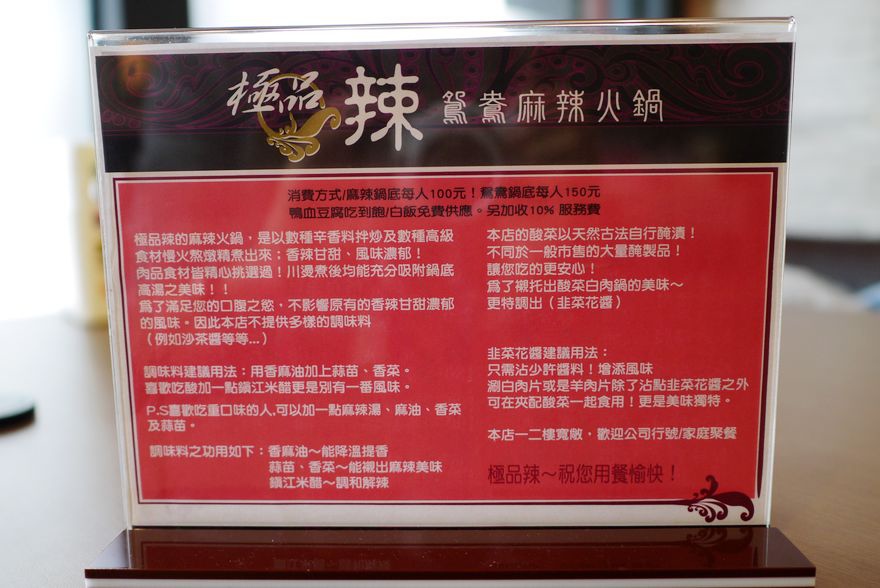 極品 辣 鴛鴦麻辣火鍋
消費方式/麻辣鍋底每人100元！鴛鴦鍋底每人150元
鴨血豆腐吃到飽/白飯免費供應。另加收10% 服務費
極品辣的麻辣火鍋，是以數種辛香料拌炒及數種高級
食材慢火熬燉精煮出來；香辣甘甜、風味濃郁！
肉品食材皆精心挑選過！川燙煮後均能充分吸附鍋底
高湯之美味！！
為了滿足您的口腹之慾，不影響原有的香辣甘甜濃郁
的風味。因此本店不提供多樣的調味料
（例如沙茶醬等等...）
調味料建議用法：用香麻油加上蒜苗、香菜。
喜歡吃酸加一點鎮江米醋更是別有一番風味。
P.S喜歡吃重口味的人,可以加一點麻辣湯、麻油、香菜
及蒜苗。
調味料之功用如下：香麻油～能降溫提香
蒜苗、香菜～能襯出麻辣美味
鎮江米醋～調和解辣
本店的酸菜以天然古法自行醃漬！
不同於一般市售的大量醃製品！
讓您吃的更安心！
為了襯托出酸菜白肉鍋的美味～
更特調出（韭菜花醬）
韭菜花醬建議用法：
只需沾少許醬料！增添風味
涮白肉片或是羊肉片除了沾點韭菜花醬之外
可在夾配酸菜一起食用！更是美味獨特。
本店一二樓寬敞，歡迎公司行號/家庭聚餐
極品辣～祝您用餐愉快！